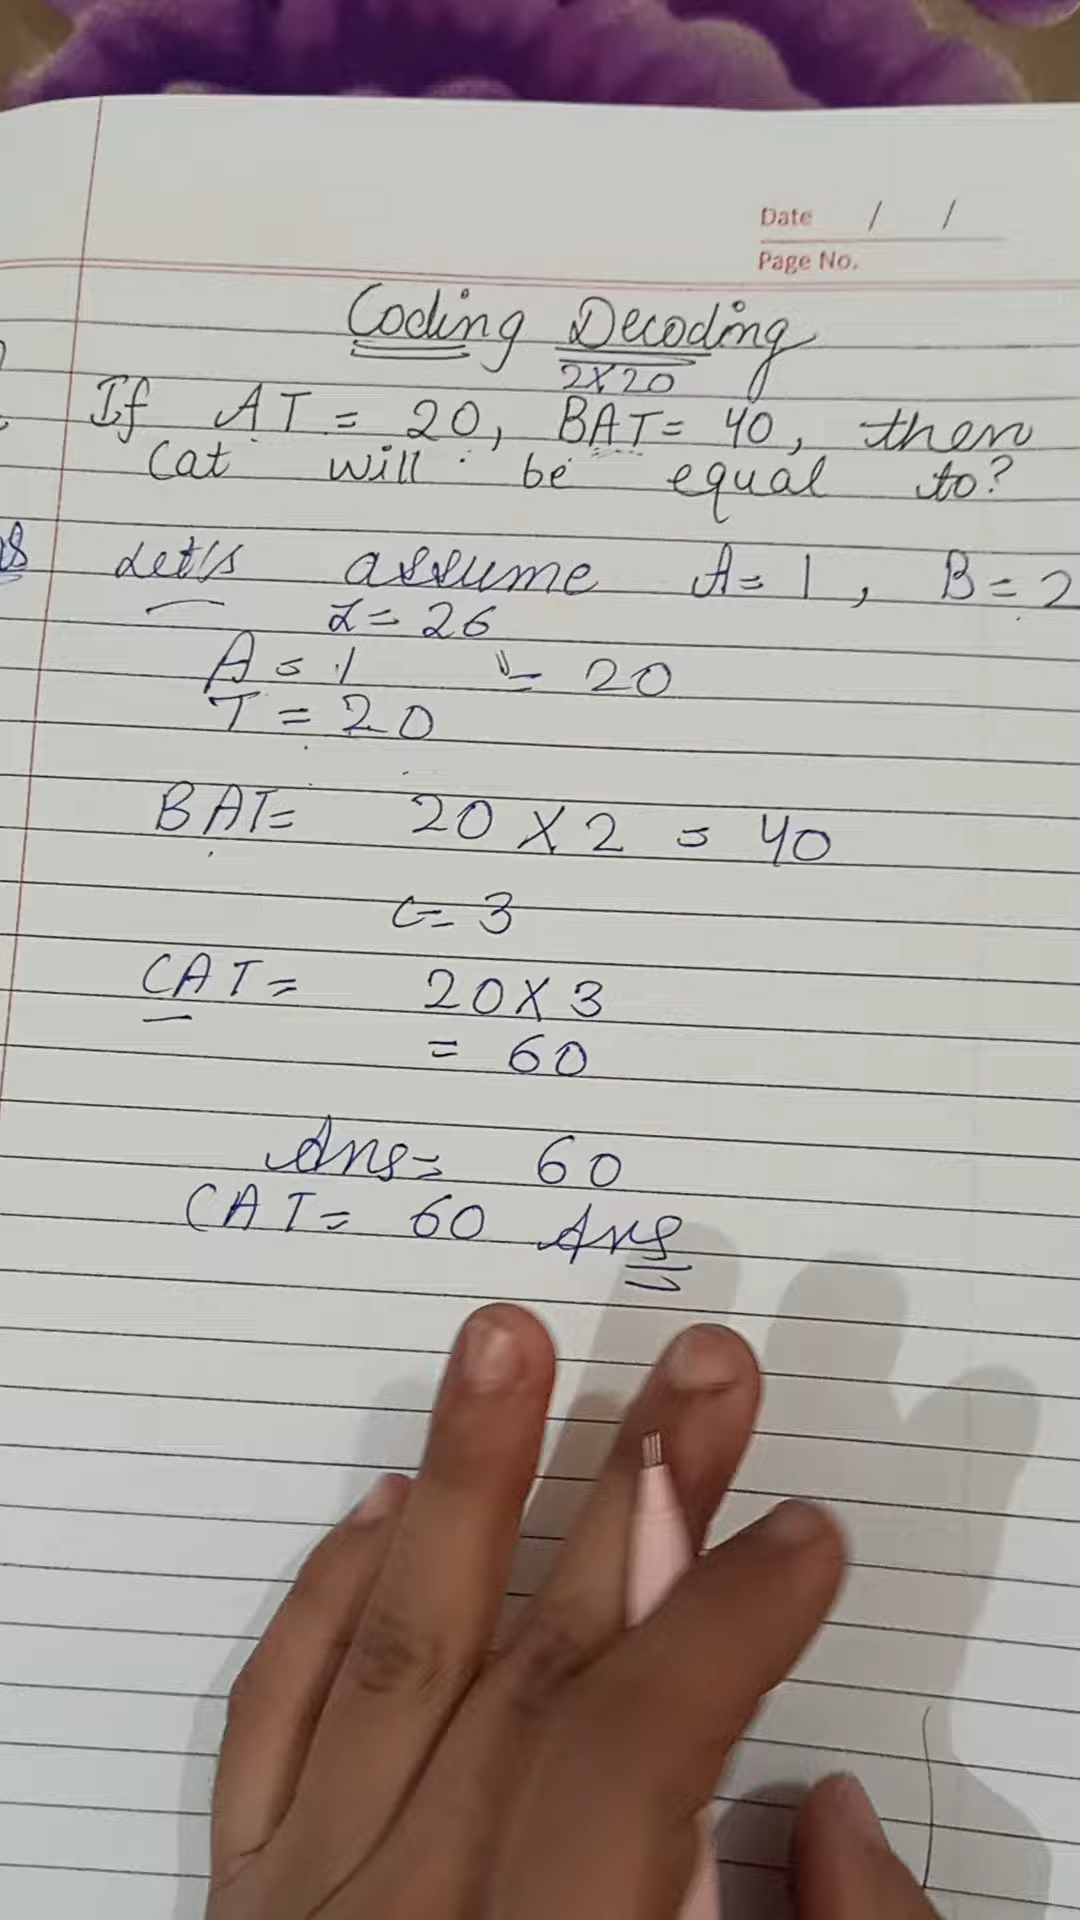 Date / /
Page No.
Coding Decoding
2X20
If AT = 20, BAT = 40, then
Cat will be equal to?
Let's assume A = 1, B = 2
Z = 26
A = 1 = 20
T = 20
BAT = 20 X 2 = 40
C = 3
CAT = 20 X 3
= 60
Ans = 60
CAT = 60 Ans